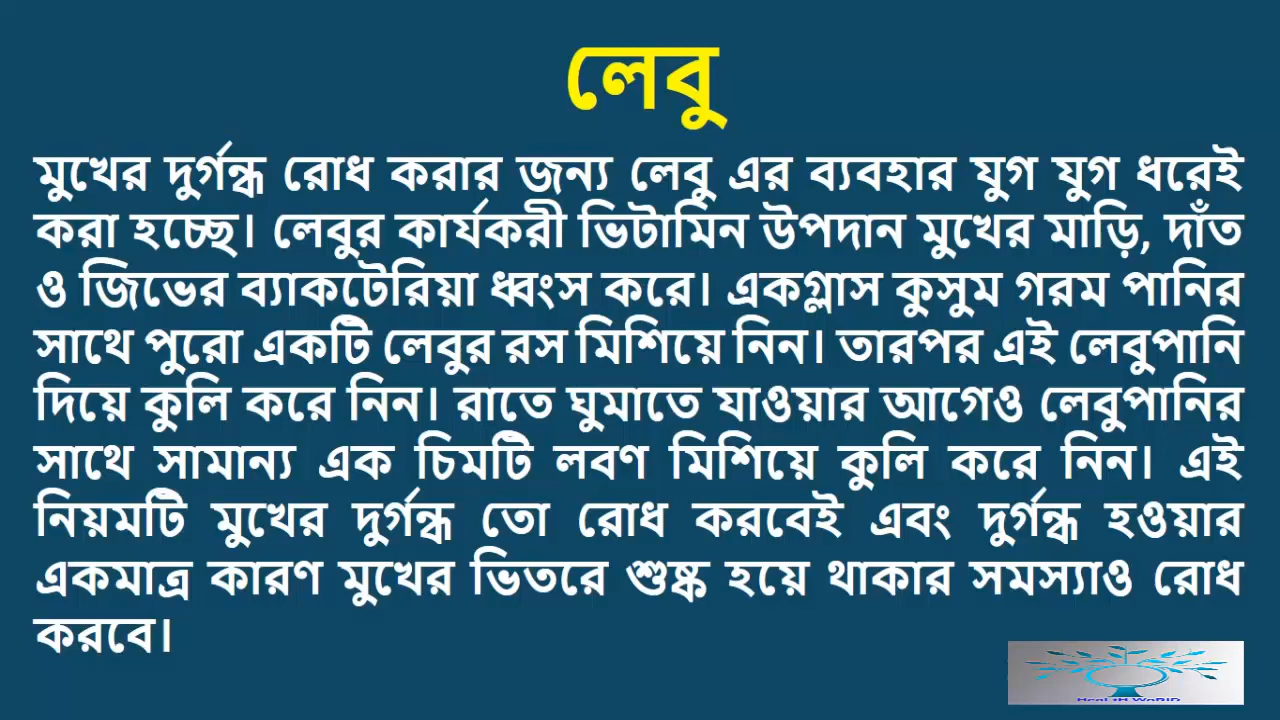 লেবু
মুখের দুর্গন্ধ রোধ করার জন্য লেবু এর ব্যবহার যুগ যুগ ধরেই
করা হচ্ছে। লেবুর কার্যকরী ভিটামিন উপদান মুখের মাড়ি, দাঁত
ও জিভের ব্যাকটেরিয়া ধ্বংস করে। একগ্লাস কুসুম গরম পানির
সাথে পুরো একটি লেবুর রস মিশিয়ে নিন। তারপর এই লেবুপানি
দিয়ে কুলি করে নিন। রাতে ঘুমাতে যাওয়ার আগেও লেবুপানির
সাথে সামান্য এক চিমটি লবণ মিশিয়ে কুলি করে নিন। এই
নিয়মটি মুখের দুর্গন্ধ তো রোধ করবেই এবং দুর্গন্ধ হওয়ার
একমাত্র কারণ মুখের ভিতরে শুষ্ক হয়ে থাকার সমস্যাও রোধ
করবে।
HeaLtH WoRlD